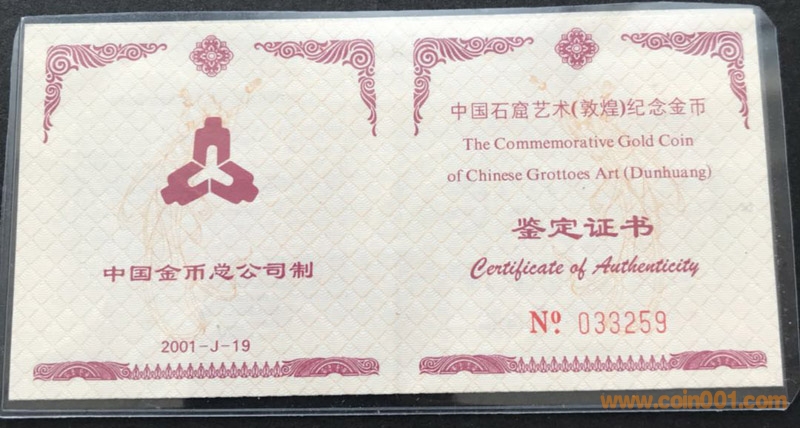 中国金币总公司制
2001-J-19
中国石窟艺术(敦煌)纪念金币
The Commemorative Gold Coin
of Chinese Grottoes Art (Dunhuang)
鉴定证书
Certificate of Authenticity
Nº 033259
www.coin001.com